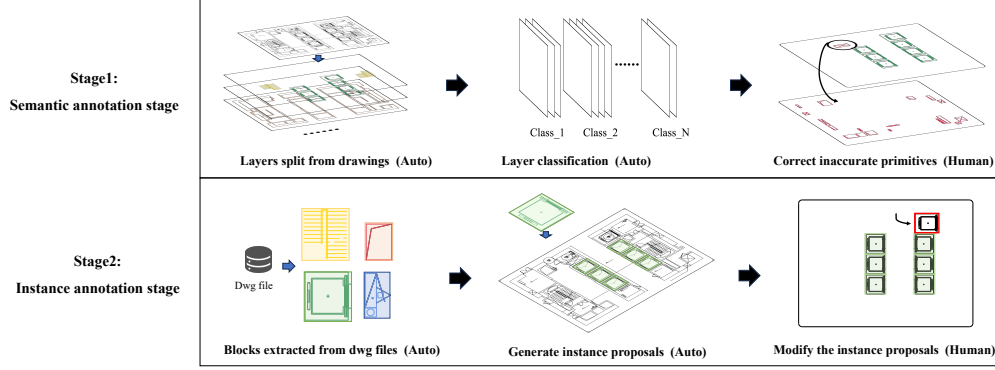 Stage1:
Semantic annotation stage
Class_1 Class_2 Class_N
Layers split from drawings (Auto)
Layer classification (Auto)
Correct inaccurate primitives (Human)
Stage2:
Instance annotation stage
Dwg file
Blocks extracted from dwg files (Auto)
Generate instance proposals (Auto)
Modify the instance proposals (Human)